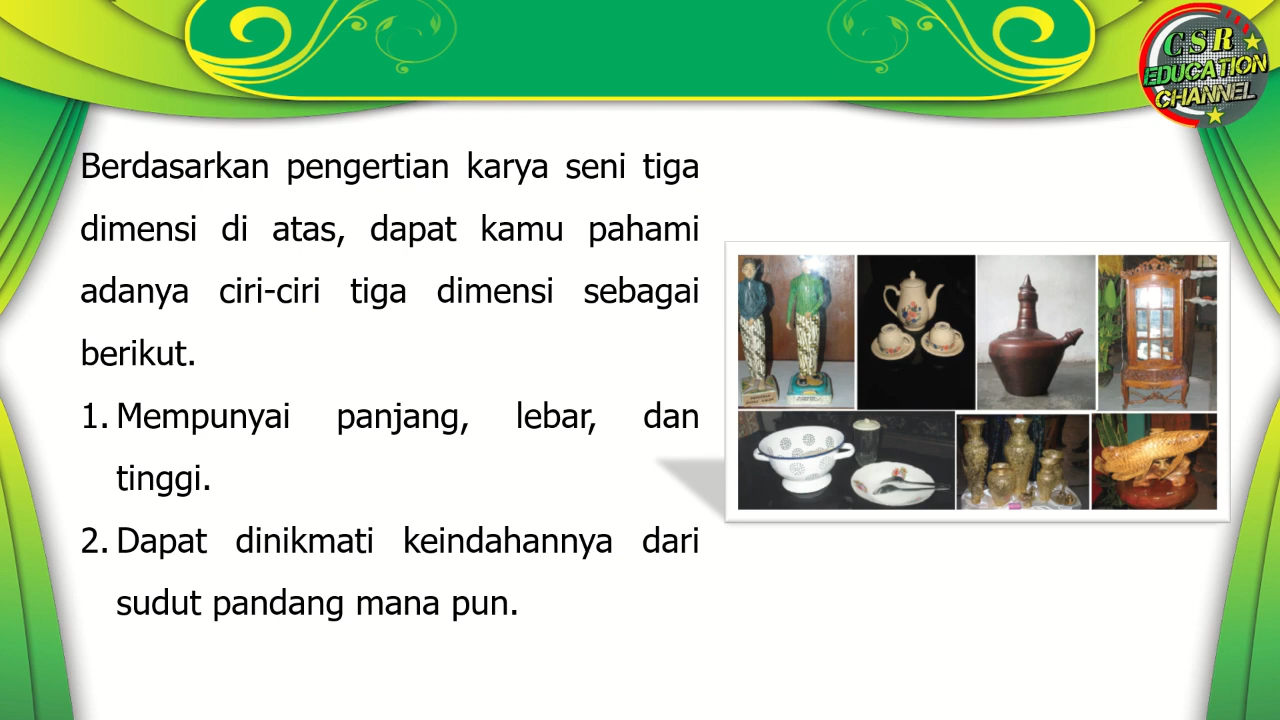 CSR
EDUCATION
CHANNEL
Berdasarkan pengertian karya seni tiga
dimensi di atas, dapat kamu pahami
adanya ciri-ciri tiga dimensi sebagai
berikut.
1. Mempunyai panjang, lebar, dan
tinggi.
2. Dapat dinikmati keindahannya dari
sudut pandang mana pun.